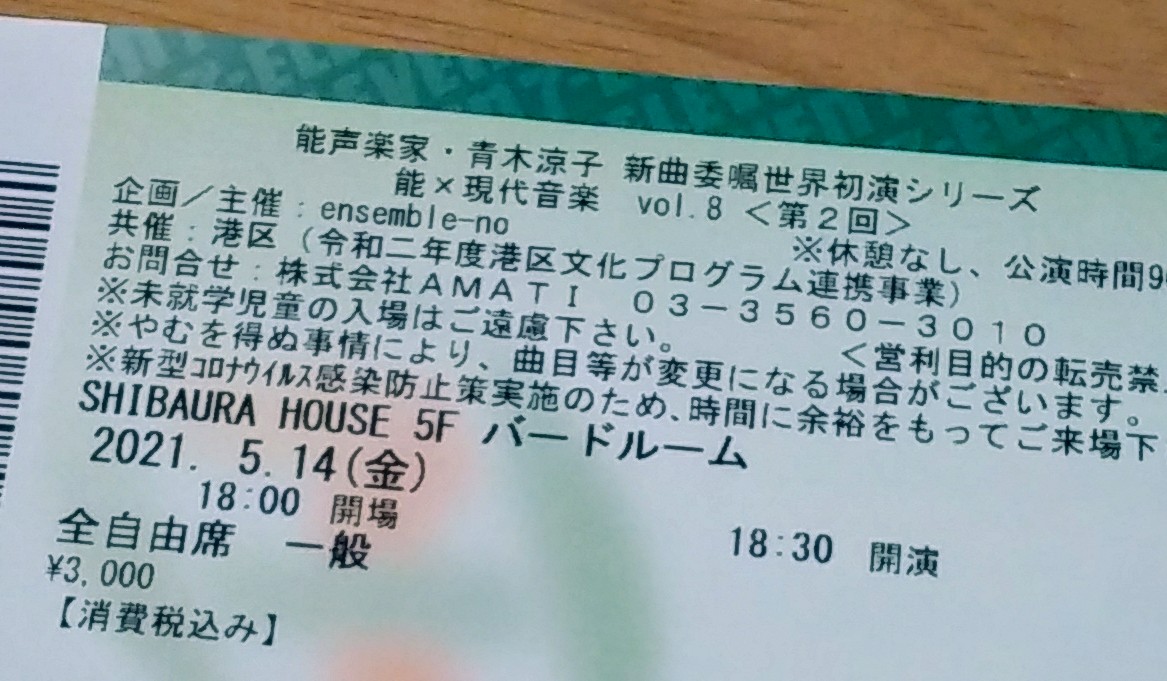 能声楽家・青木涼子 新曲委嘱世界初演シリーズ
能×現代音楽 vol.8 <第2回>
企画/主催:ensemble-no ※休憩なし、公演時間9
共催:港区(令和二年度港区文化プログラム連携事業)
お問合せ:株式会社AMATI 03-3560-3010
※未就学児童の入場はご遠慮下さい。 <営利目的の転売禁
※やむを得ぬ事情により、曲目等が変更になる場合がございます。
※新型コロナウイルス感染防止策実施のため、時間に余裕をもってご来場下
SHIBAURA HOUSE 5F バードルーム
2021. 5.14(金)
18:00 開場 18:30 開演
全自由席 一般
¥3,000
【消費税込み】